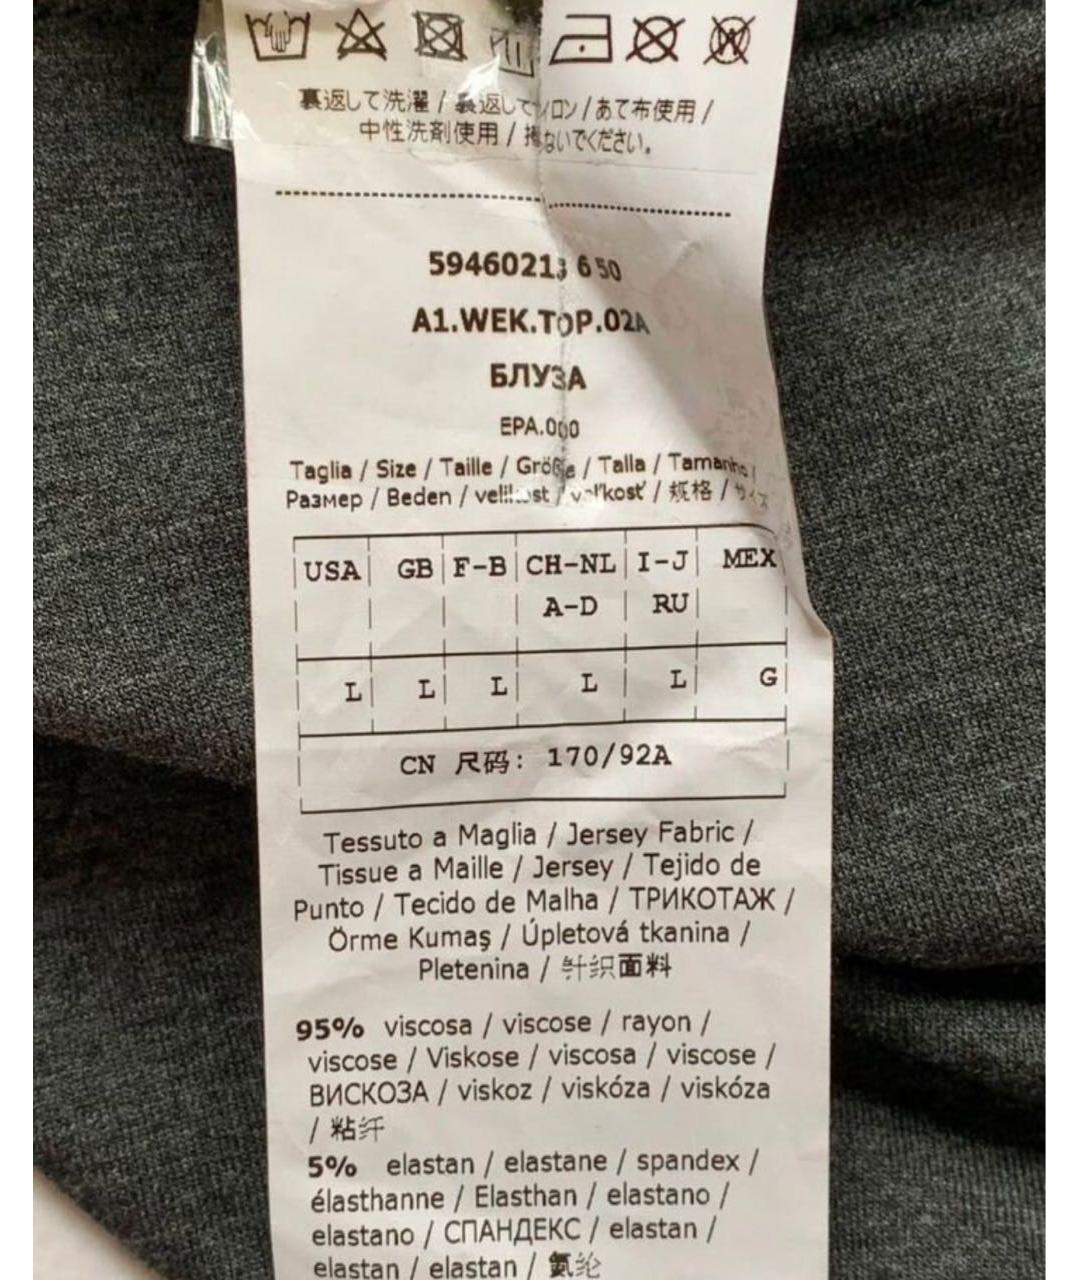 裏返して洗濯 / 裏返してアイロン / あて布使用 /
中性洗剤使用 / 揉まないでください。
59460213 650
A1.WEK.TOP.02A
БЛУЗА
EPA.000
Taglia / Size / Taille / Größe / Talla / Tamanho /
Размер / Beden / velikost / veľkosť / 规格 / サイズ
USA GB F-B CH-NL I-J MEX
A-D RU
L L L L L G
CN 尺码: 170/92A
Tessuto a Maglia / Jersey Fabric /
Tissue a Maille / Jersey / Tejido de
Punto / Tecido de Malha / ТРИКОТАЖ /
Örme Kumaş / Úpletová tkanina /
Pletenina / 针织面料
95% viscosa / viscose / rayon /
viscose / Viskose / viscosa / viscose /
ВИСКОЗА / viskoz / viskóza / viskóza
/ 粘纤
5% elastan / elastane / spandex /
élasthanne / Elasthan / elastano /
elastano / СПАНДЕКС / elastan /
elastan / elastan / 氨纶